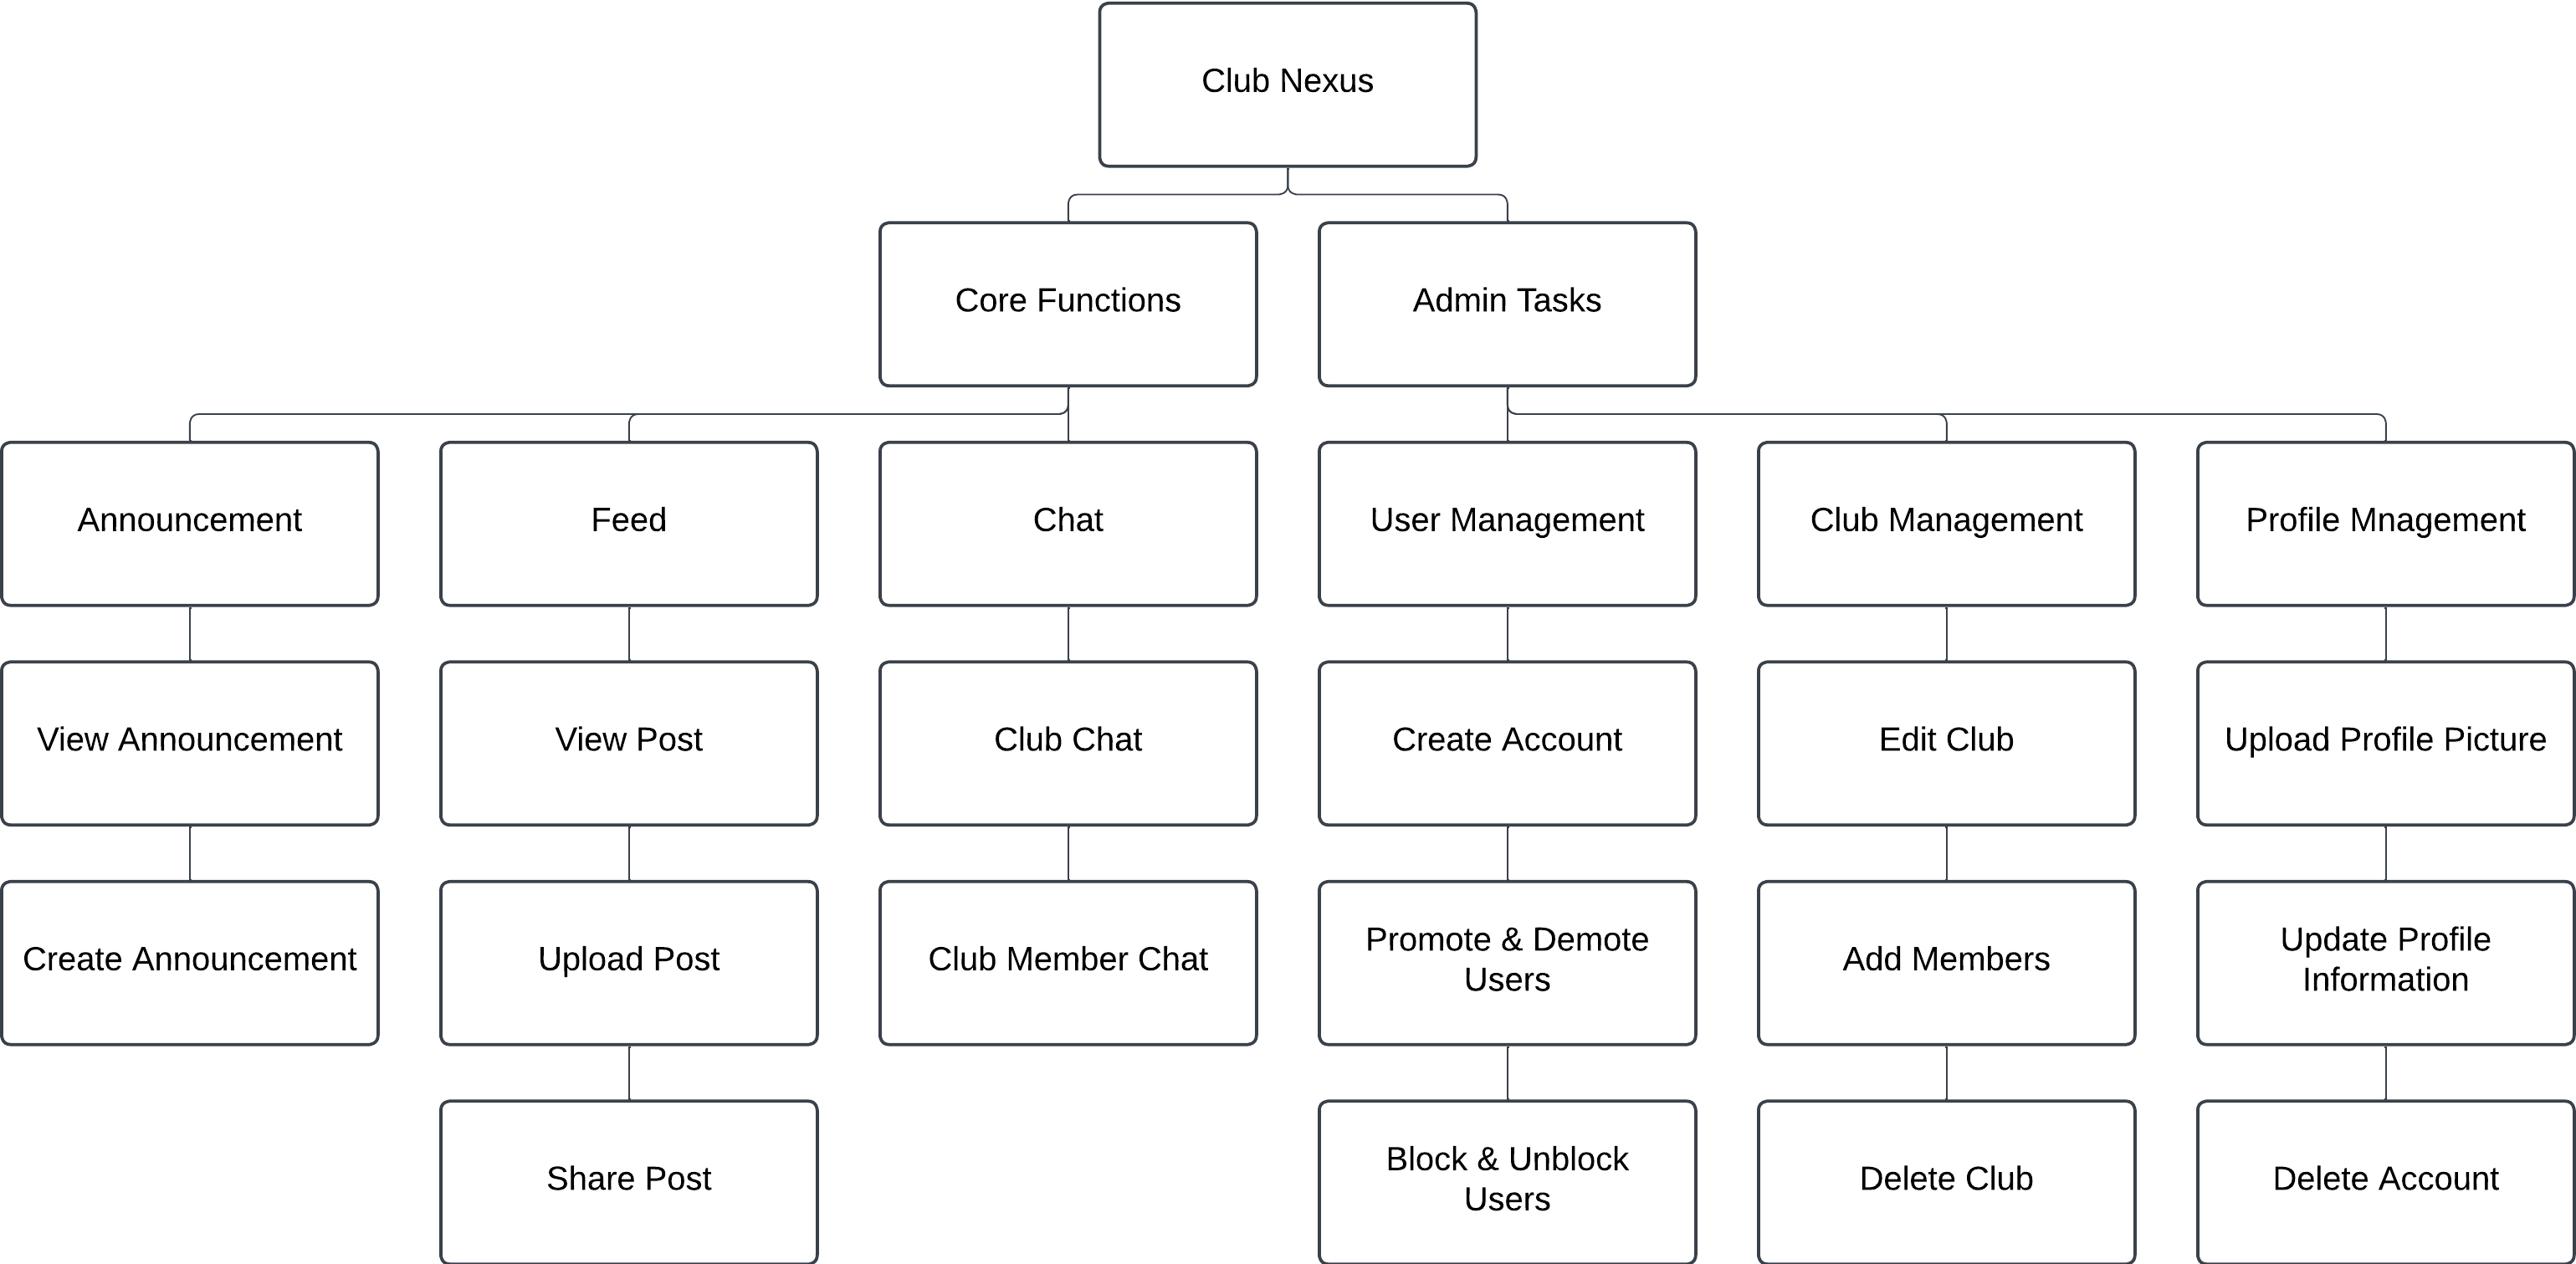 Club Nexus
Core Functions
Admin Tasks
Announcement
Feed
Chat
User Management
Club Management
Profile Mnagement
View Announcement
View Post
Club Chat
Create Account
Edit Club
Upload Profile Picture
Create Announcement
Upload Post
Club Member Chat
Promote & Demote
Users
Add Members
Update Profile
Information
Share Post
Block & Unblock
Users
Delete Club
Delete Account